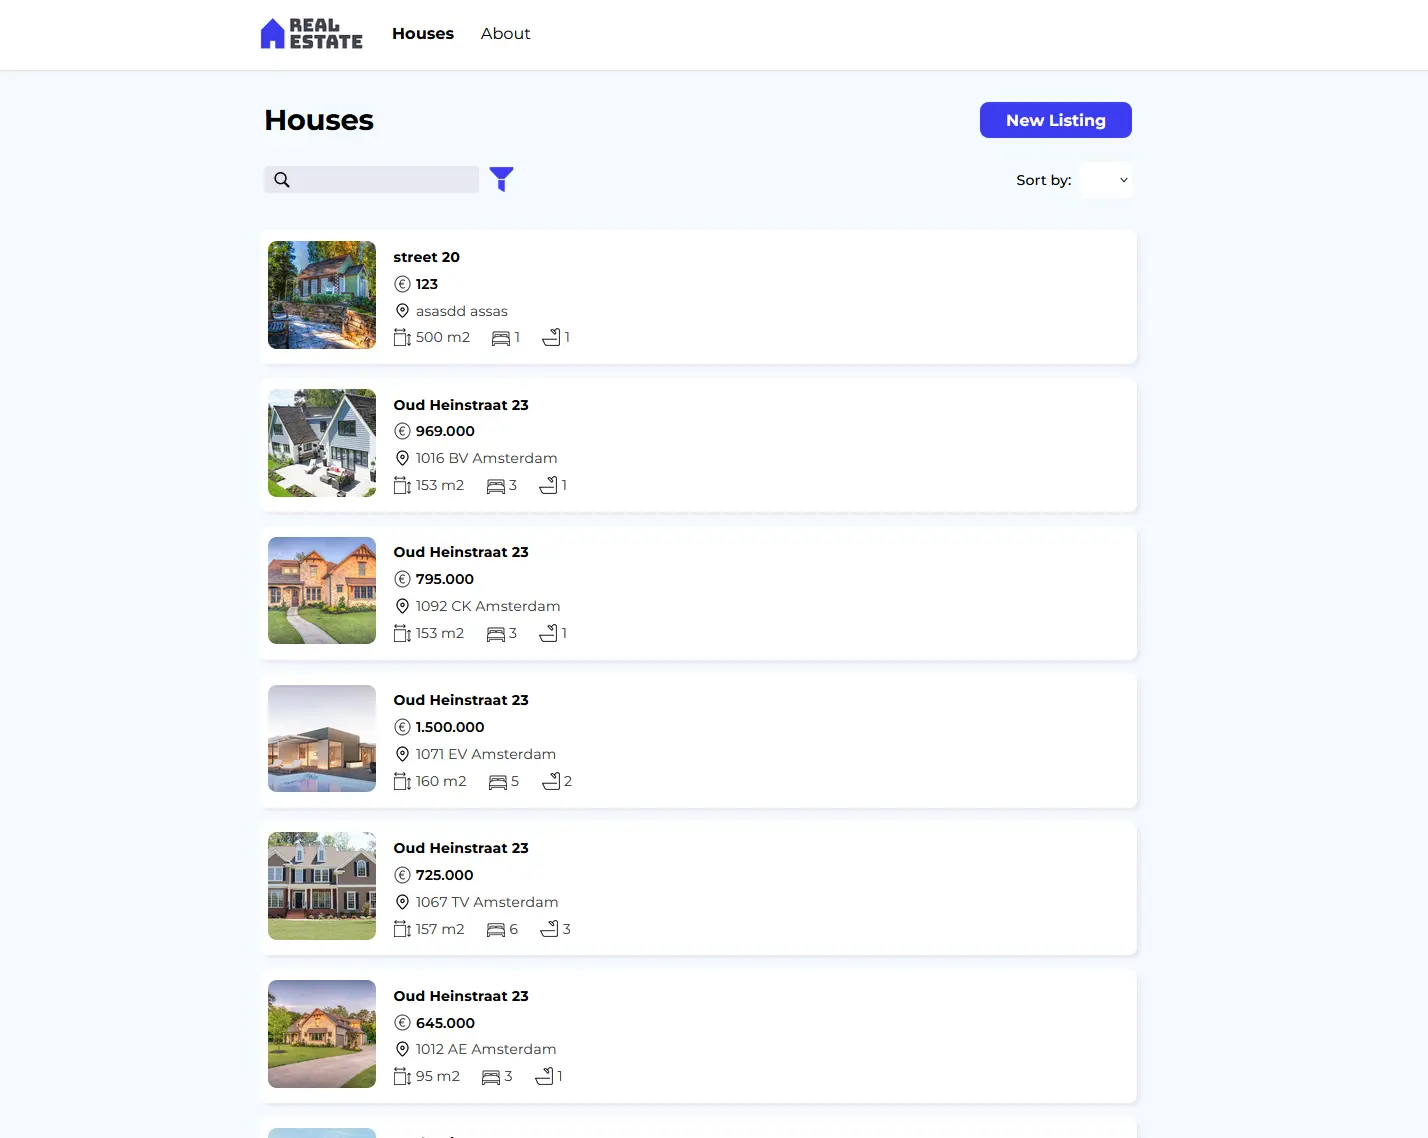 REAL
ESTATE
Houses
About
Houses
New Listing
Sort by:
street 20
€ 123
asasdd assas
500 m2 1 1
Oud Heinstraat 23
€ 969.000
1016 BV Amsterdam
153 m2 3 1
Oud Heinstraat 23
€ 795.000
1092 CK Amsterdam
153 m2 3 1
Oud Heinstraat 23
€ 1.500.000
1071 EV Amsterdam
160 m2 5 2
Oud Heinstraat 23
€ 725.000
1067 TV Amsterdam
157 m2 6 3
Oud Heinstraat 23
€ 645.000
1012 AE Amsterdam
95 m2 3 1